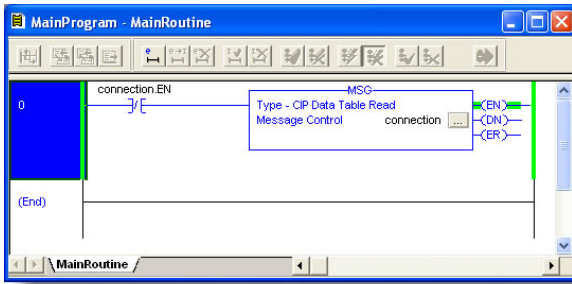 MainProgram - MainRoutine
connection.EN
MSG
0
Type - CIP Data Table Read
EN
Message Control connection ...
DN
ER
(End)
MainRoutine